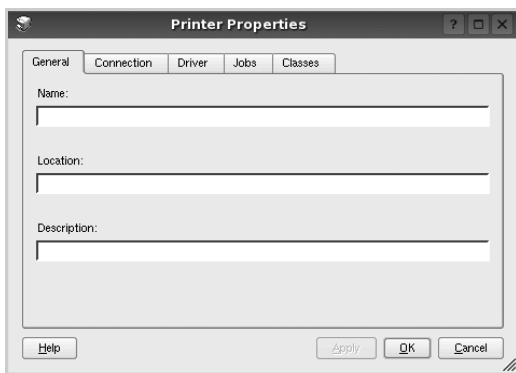 Printer Properties
General Connection Driver Jobs Classes
Name:
Location:
Description:
Help Apply OK Cancel